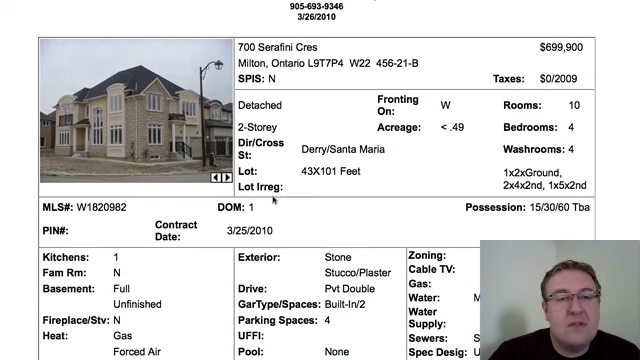 905-693-9346
3/26/2010
700 Serafini Cres $699,900
Milton, Ontario L9T7P4 W22 456-21-B
SPIS: N Taxes: $0/2009
Detached Fronting On: W Rooms: 10
2-Storey Acreage: < .49 Bedrooms: 4
Dir/Cross St: Derry/Santa Maria Washrooms: 4
Lot: 43X101 Feet 1x2xGround,
Lot Irreg: 2x4x2nd, 1x5x2nd
MLS#: W1820982 DOM: 1 Possession: 15/30/60 Tba
PIN#: Contract Date: 3/25/2010
Kitchens: 1 Exterior: Stone Zoning:
Fam Rm: N Stucco/Plaster Cable TV:
Basement: Full Drive: Pvt Double Gas:
Unfinished GarType/Spaces: Built-In/2 Water:
Fireplace/Stv: N Parking Spaces: 4 Water Supply:
Heat: Gas UFFI: Sewers:
Forced Air Pool: None Spec Desig: